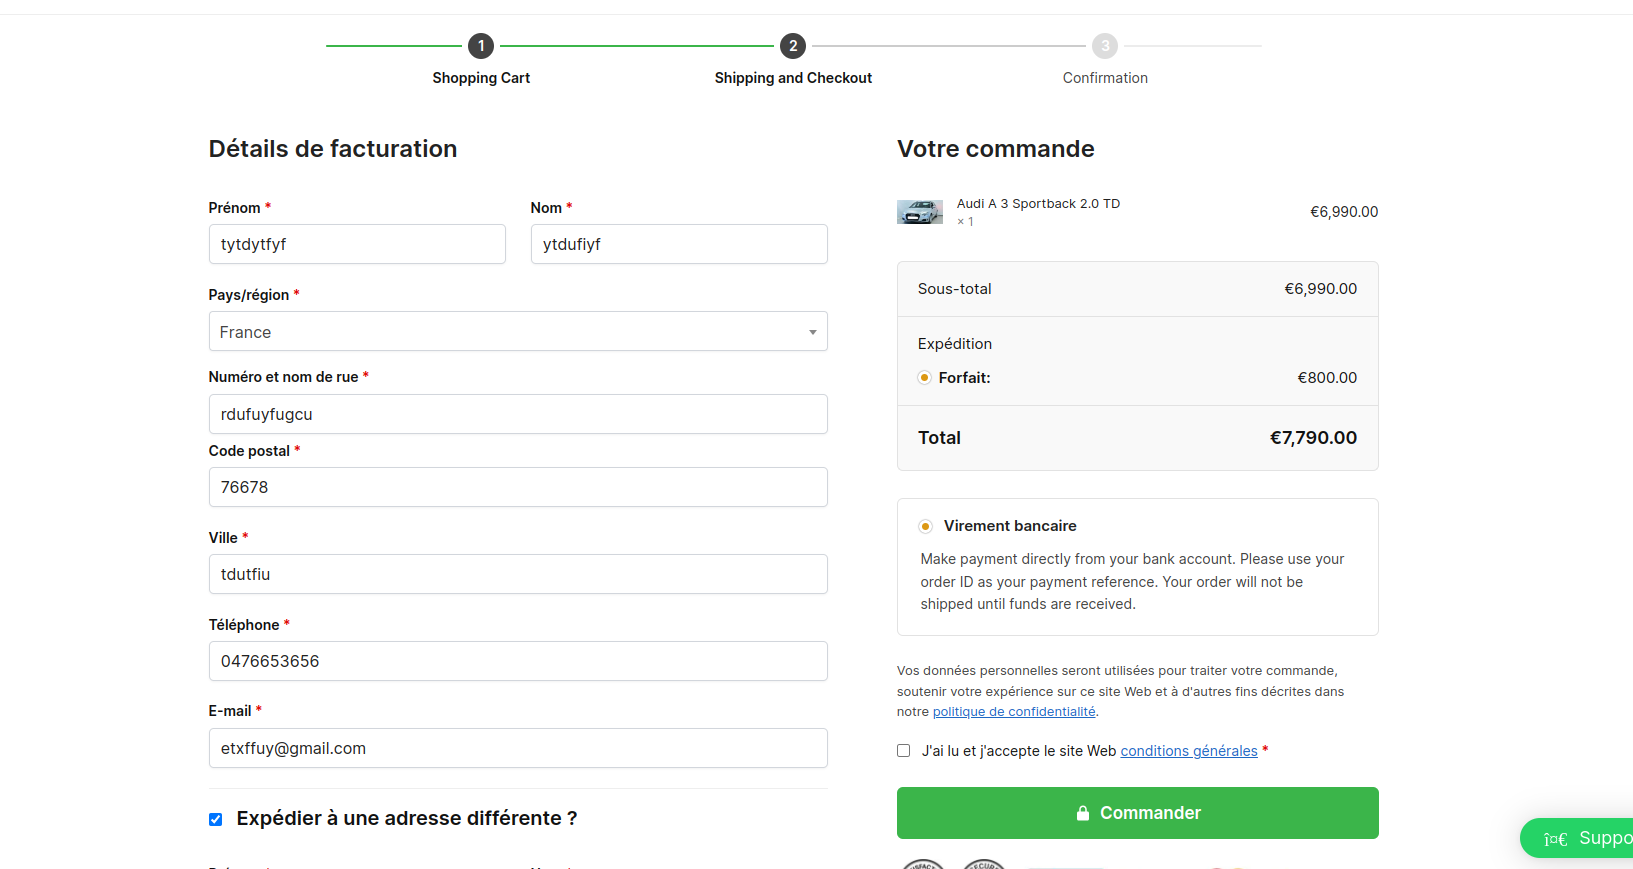 1
2
3
Shopping Cart
Shipping and Checkout
Confirmation
Détails de facturation
Prénom *
Nom *
tytdytfyf
ytdufiyf
Pays/région *
France
Numéro et nom de rue *
rdufuyfugcu
Code postal *
76678
Ville *
tdutfiu
Téléphone *
0476653656
E-mail *
etxffuy@gmail.com
Expédier à une adresse différente ?
Votre commande
Audi A 3 Sportback 2.0 TD
× 1
€6,990.00
Sous-total
€6,990.00
Expédition
Forfait:
€800.00
Total
€7,790.00
Virement bancaire
Make payment directly from your bank account. Please use your
order ID as your payment reference. Your order will not be
shipped until funds are received.
Vos données personnelles seront utilisées pour traiter votre commande,
soutenir votre expérience sur ce site Web et à d'autres fins décrites dans
notre politique de confidentialité.
J'ai lu et j'accepte le site Web conditions générales *
Commander
î¤€ Suppo